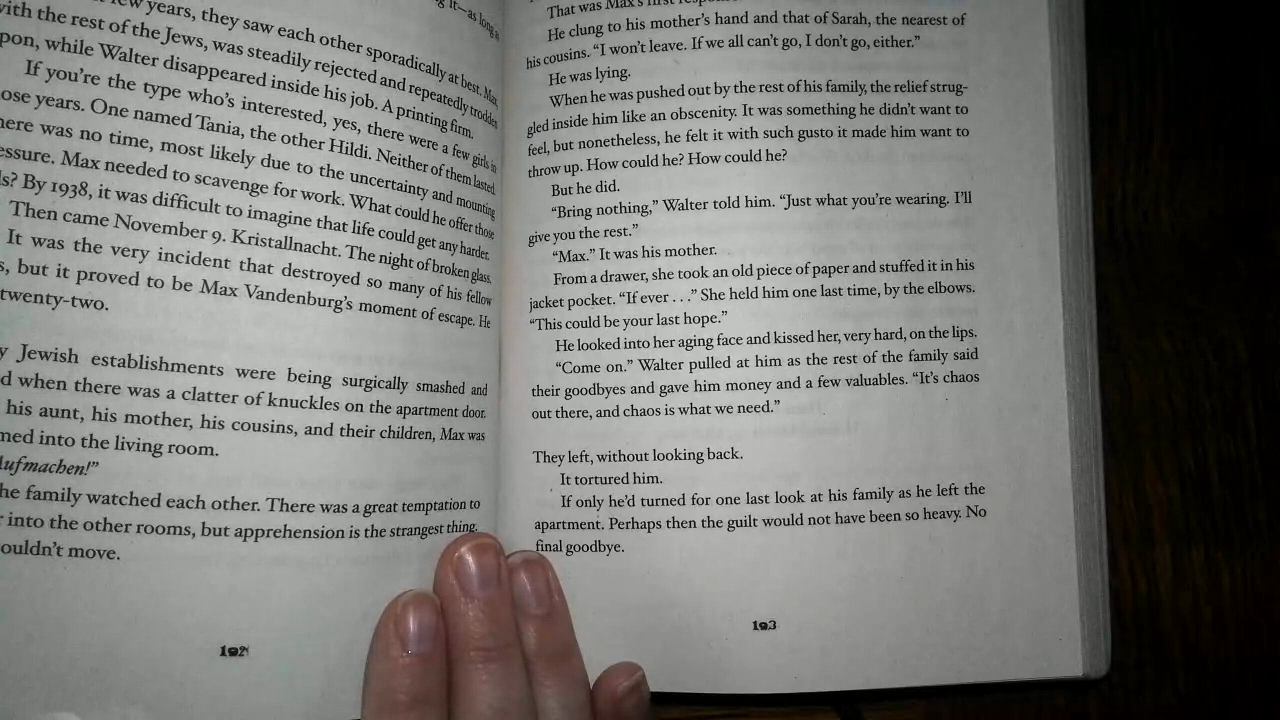 g it—as long a
few years, they saw each other sporadically at best. Max,
with the rest of the Jews, was steadily rejected and repeatedly trodden
pon, while Walter disappeared inside his job. A printing firm.
If you're the type who's interested, yes, there were a few girls in
ose years. One named Tania, the other Hildi. Neither of them lasted.
here was no time, most likely due to the uncertainty and mounting
essure. Max needed to scavenge for work. What could he offer those
ls? By 1938, it was difficult to imagine that life could get any harder.
Then came November 9. Kristallnacht. The night of broken glass.
It was the very incident that destroyed so many of his fellow
s, but it proved to be Max Vandenburg's moment of escape. He
twenty-two.
y Jewish establishments were being surgically smashed and
d when there was a clatter of knuckles on the apartment door.
his aunt, his mother, his cousins, and their children, Max was
med into the living room.
ufmachen!"
he family watched each other. There was a great temptation to
r into the other rooms, but apprehension is the strangest thing.
ouldn't move.
192
That was Max's first
He clung to his mother's hand and that of Sarah, the nearest of
his cousins. "I won't leave. If we all can't go, I don't go, either."
He was lying.
When he was pushed out by the rest of his family, the relief strug-
gled inside him like an obscenity. It was something he didn't want to
feel, but nonetheless, he felt it with such gusto it made him want to
throw up. How could he? How could he?
But he did.
"Bring nothing," Walter told him. "Just what you're wearing. I'll
give you the rest."
"Max." It was his mother.
From a drawer, she took an old piece of paper and stuffed it in his
jacket pocket. "If ever . . ." She held him one last time, by the elbows.
"This could be your last hope."
He looked into her aging face and kissed her, very hard, on the lips.
"Come on." Walter pulled at him as the rest of the family said
their goodbyes and gave him money and a few valuables. "It's chaos
out there, and chaos is what we need."
They left, without looking back.
It tortured him.
If only he'd turned for one last look at his family as he left the
apartment. Perhaps then the guilt would not have been so heavy. No
final goodbye.
193